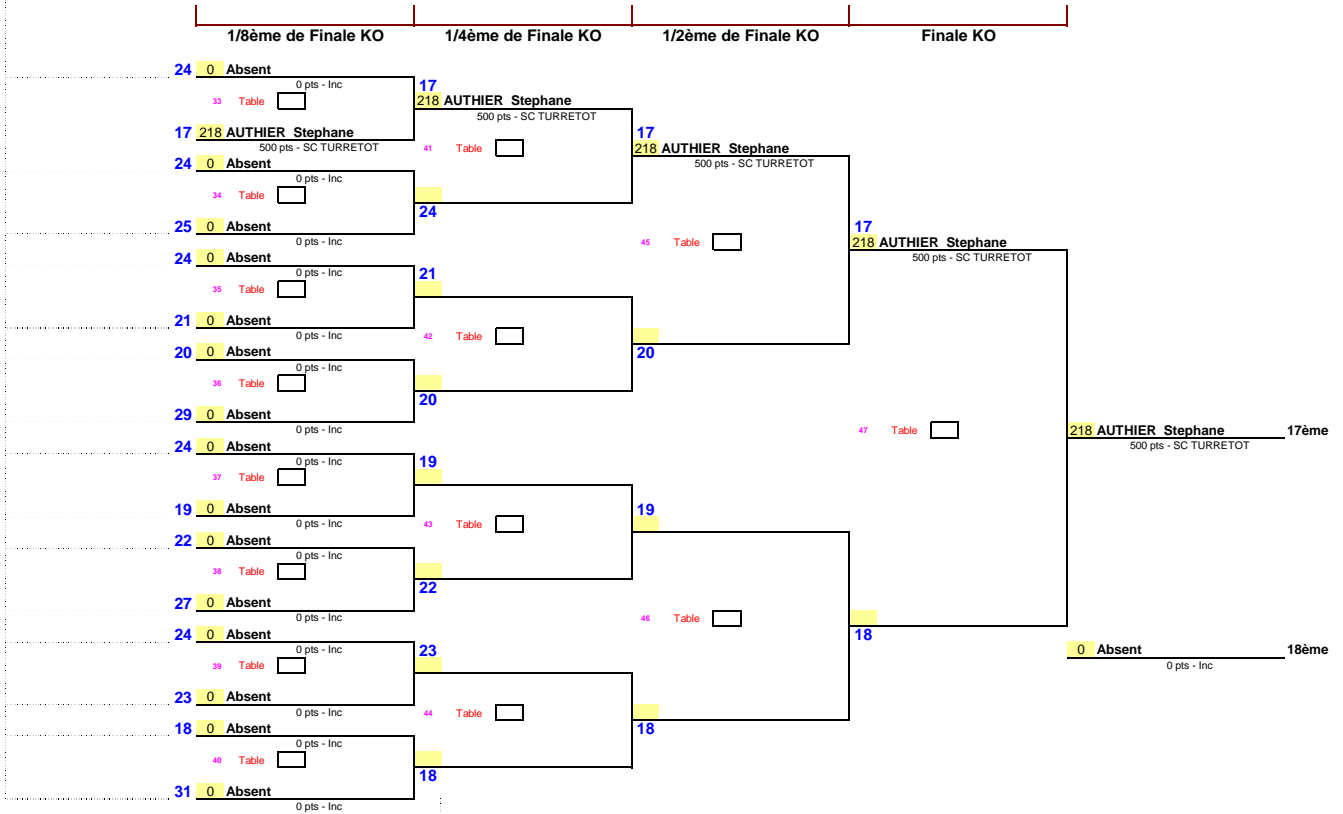 1/8ème de Finale KO 1/4ème de Finale KO 1/2ème de Finale KO Finale KO
24 0 Absent
0 pts - Inc
17
33 Table
218 AUTHIER Stephane
500 pts - SC TURRETOT
17 218 AUTHIER Stephane
17
500 pts - SC TURRETOT
41 Table
218 AUTHIER Stephane
500 pts - SC TURRETOT
24 0 Absent
0 pts - Inc
34 Table
24
25 0 Absent
17
0 pts - Inc
45 Table
218 AUTHIER Stephane
500 pts - SC TURRETOT
24 0 Absent
0 pts - Inc
21
35 Table
21 0 Absent
0 pts - Inc
42 Table
20 0 Absent
20
0 pts - Inc
36 Table
20
29 0 Absent
0 pts - Inc
47 Table
218 AUTHIER Stephane 17ème
500 pts - SC TURRETOT
24 0 Absent
0 pts - Inc
19
37 Table
19 0 Absent
19
0 pts - Inc
43 Table
22 0 Absent
0 pts - Inc
38 Table
22
27 0 Absent
0 pts - Inc
46 Table
24 0 Absent
18
0 pts - Inc
23
0 Absent 18ème
0 pts - Inc
39 Table
23 0 Absent
0 pts - Inc
44 Table
18 0 Absent
18
0 pts - Inc
40 Table
18
31 0 Absent
0 pts - Inc